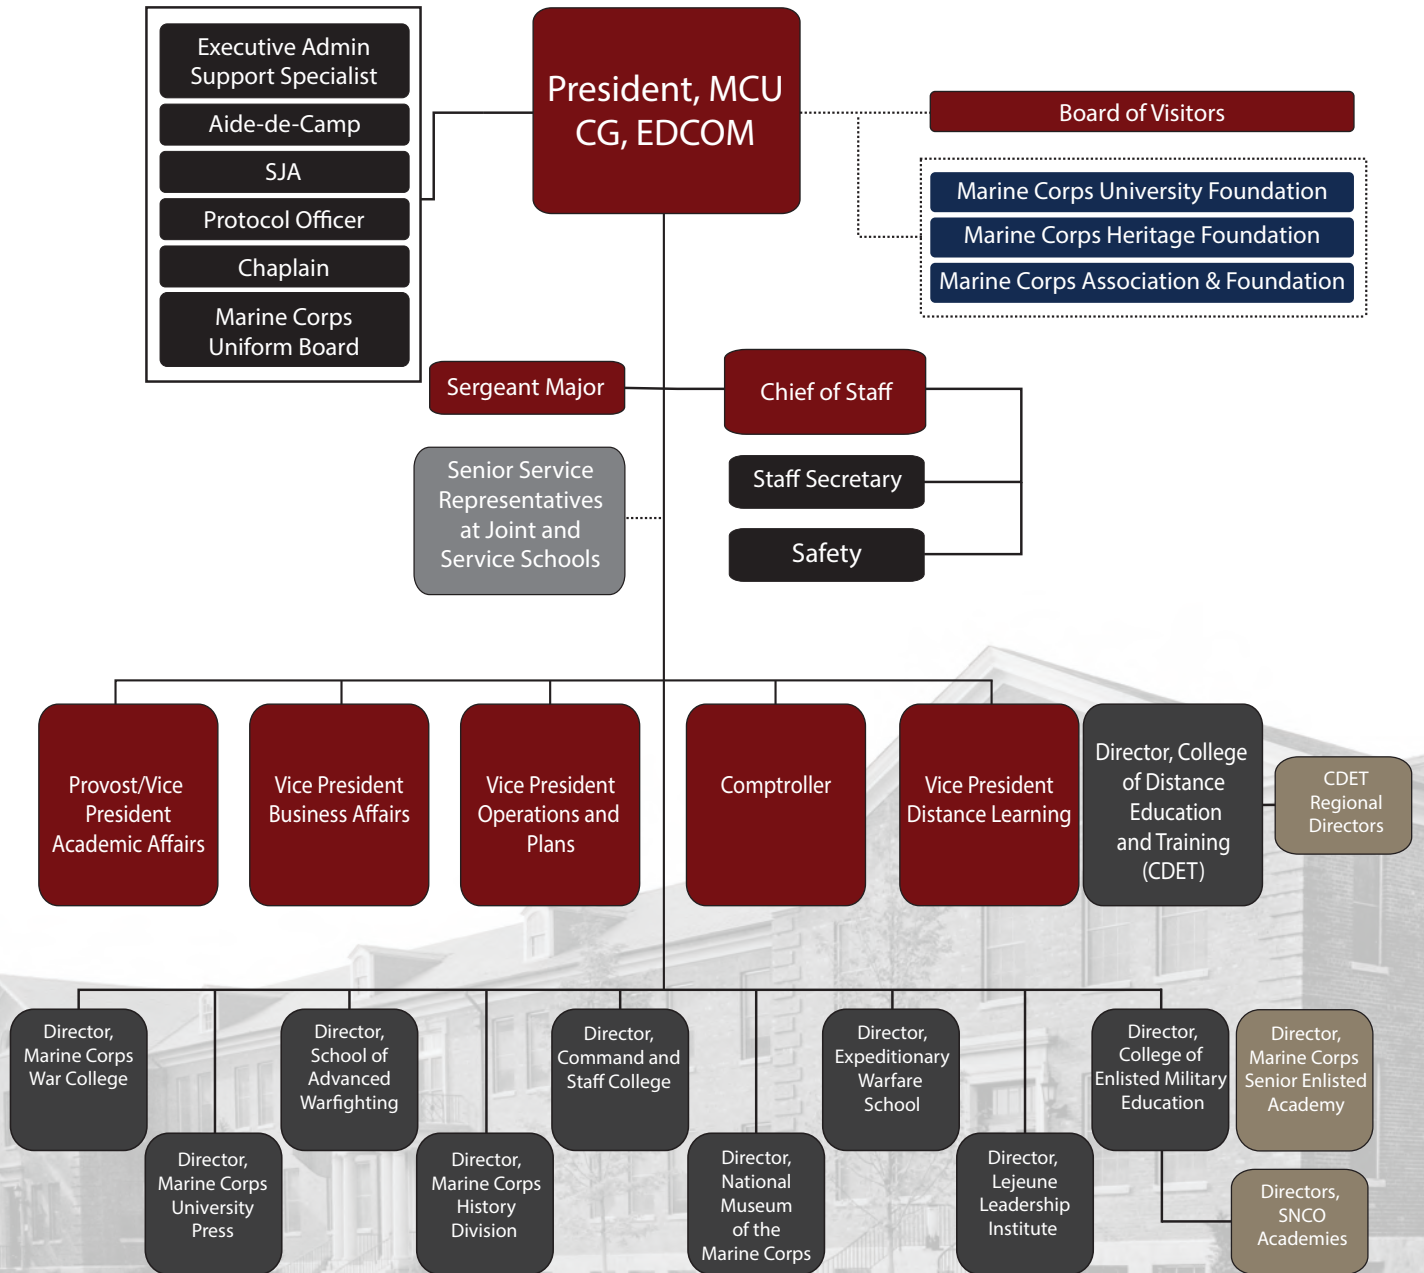 Executive Admin
Support Specialist
Aide-de-Camp
SJA
Protocol Officer
Chaplain
Marine Corps
Uniform Board
President, MCU
CG, EDCOM
Board of Visitors
Marine Corps University Foundation
Marine Corps Heritage Foundation
Marine Corps Association & Foundation
Sergeant Major
Chief of Staff
Senior Service
Representatives
at Joint and
Service Schools
Staff Secretary
Safety
Provost/Vice
President
Academic Affairs
Vice President
Business Affairs
Vice President
Operations and
Plans
Comptroller
Vice President
Distance Learning
Director, College
of Distance
Education
and Training
(CDET)
CDET
Regional
Directors
Director,
Marine Corps
War College
Director,
Marine Corps
University
Press
Director,
School of
Advanced
Warfighting
Director,
Marine Corps
History
Division
Director,
Command and
Staff College
Director,
National
Museum
of the
Marine Corps
Director,
Expeditionary
Warfare
School
Director,
Lejeune
Leadership
Institute
Director,
College of
Enlisted Military
Education
Director,
Marine Corps
Senior Enlisted
Academy
Directors,
SNCO
Academies